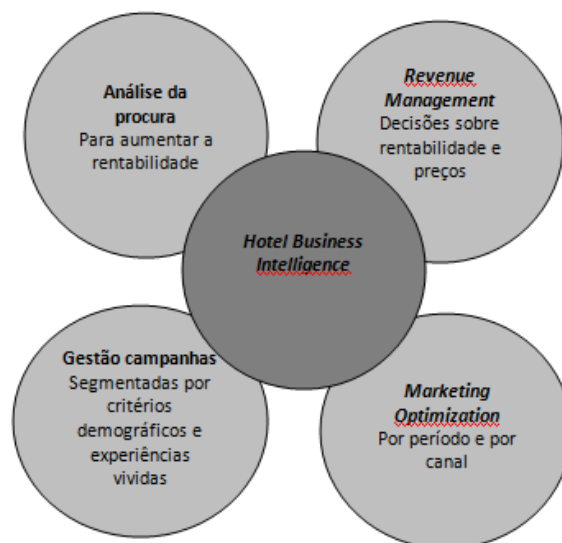 Análise da
procura
Para aumentar a
rentabilidade
Revenue
Management
Decisões sobre
rentabilidade e
preços
Hotel Business
Intelligence
Gestão campanhas
Segmentadas por
critérios
demográficos e
experiências
vividas
Marketing
Optimization
Por período e por
canal